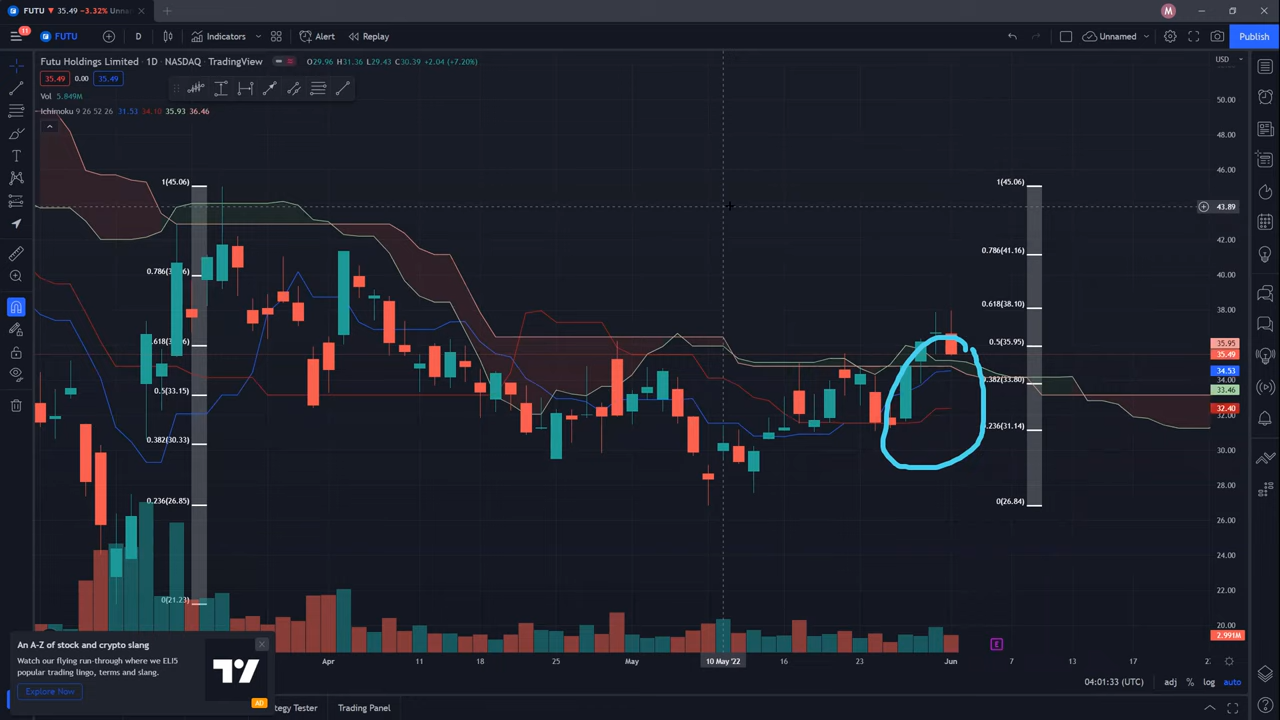 FUTU ▼ 35.49 −3.32% Unna
M
11
FUTU
D
Indicators
Alert
Replay
Unnamed
Publish
Futu Holdings Limited · 1D · NASDAQ · TradingView
O29.96 H31.36 L29.43 C30.39 +2.04 (+7.20%)
USD
35.49 0.00 35.49
Vol 5.849M
Ichimoku 9 26 52 26 31.53 34.10 35.93 36.46
50.00
48.00
46.00
1(45.06)
1(45.06)
43.89
42.00
0.786(41.16)
40.00
38.00
0.618(38.10)
0.5(35.95)
35.95
35.49
34.53
34.00
33.46
0.382(33.80)
0.5(33.15)
32.40
32.00
0.236(31.14)
0.382(30.33)
30.00
28.00
0.236(26.85)
0(26.84)
26.00
24.00
22.00
0(21.23)
20.00
2.991M
E
An A-Z of stock and crypto slang
Watch our flying run-through where we ELI5
popular trading lingo, terms and slang.
Explore Now
AD
Apr 11 18 25 May 10 May '22 16 23 Jun 7 13
04:01:33 (UTC) adj % log auto
tegy Tester
Trading Panel